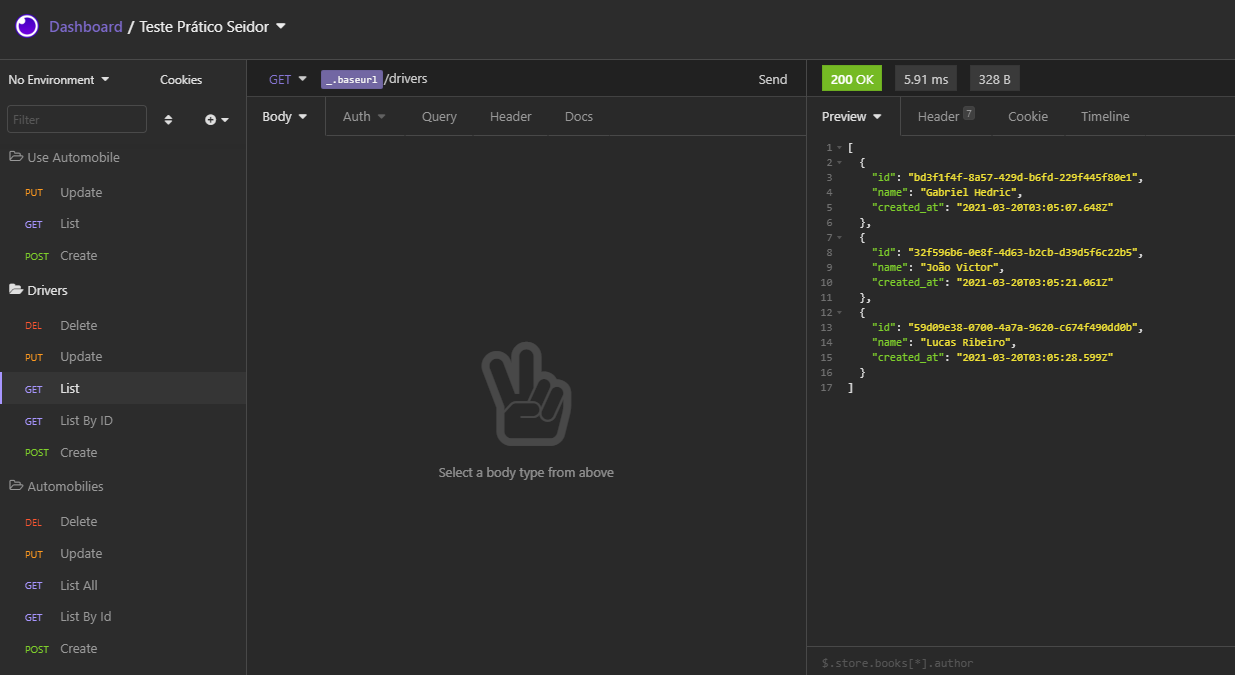 Dashboard / Teste Prático Seidor
No Environment
Cookies
Filter
Use Automobile
PUT Update
GET List
POST Create
Drivers
DEL Delete
PUT Update
GET List
GET List By ID
POST Create
Automobilies
DEL Delete
PUT Update
GET List All
GET List By Id
POST Create
GET _.baseurl/drivers
Send
Body Auth Query Header Docs
Select a body type from above
200 OK 5.91 ms 328 B
Preview Header 7 Cookie Timeline
1 [
2 {
3 "id": "bd3f1f4f-8a57-429d-b6fd-229f445f80e1",
4 "name": "Gabriel Hedric",
5 "created_at": "2021-03-20T03:05:07.648Z"
6 },
7 {
8 "id": "32f596b6-0e8f-4d63-b2cb-d39d5f6c22b5",
9 "name": "João Victor",
10 "created_at": "2021-03-20T03:05:21.061Z"
11 },
12 {
13 "id": "59d09e38-0700-4a7a-9620-c674f490dd0b",
14 "name": "Lucas Ribeiro",
15 "created_at": "2021-03-20T03:05:28.599Z"
16 }
17 ]
$.store.books[*].author